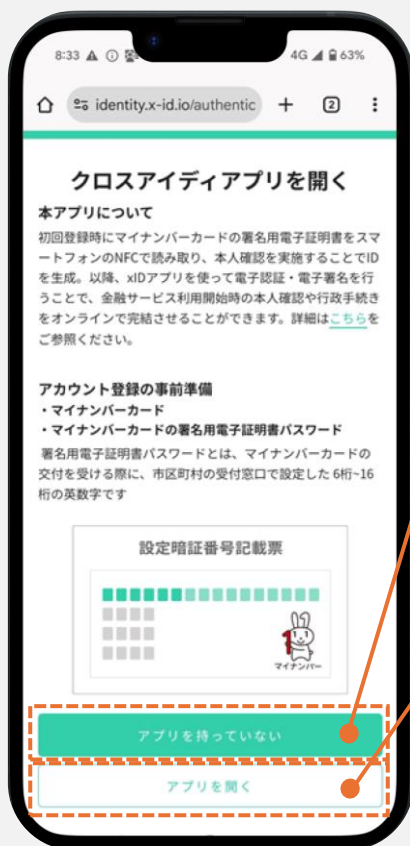 8:33
4G 63%
identity.x-id.io/authentic
2
クロスアイディアプリを開く
本アプリについて
初回登録時にマイナンバーカードの署名用電子証明書をスマ
ートフォンのNFCで読み取り、本人確認を実施することでID
を生成。以降、xIDアプリを使って電子認証・電子署名を行
うことで、金融サービス利用開始時の本人確認や行政手続き
をオンラインで完結させることができます。詳細はこちらを
ご参照ください。
アカウント登録の事前準備
・マイナンバーカード
・マイナンバーカードの署名用電子証明書パスワード
署名用電子証明書パスワードとは、マイナンバーカードの
交付を受ける際に、市区町村の受付窓口で設定した 6桁~16
桁の英数字です
設定暗証番号記載票
マイナンバー
アプリを持っていない
アプリを開く